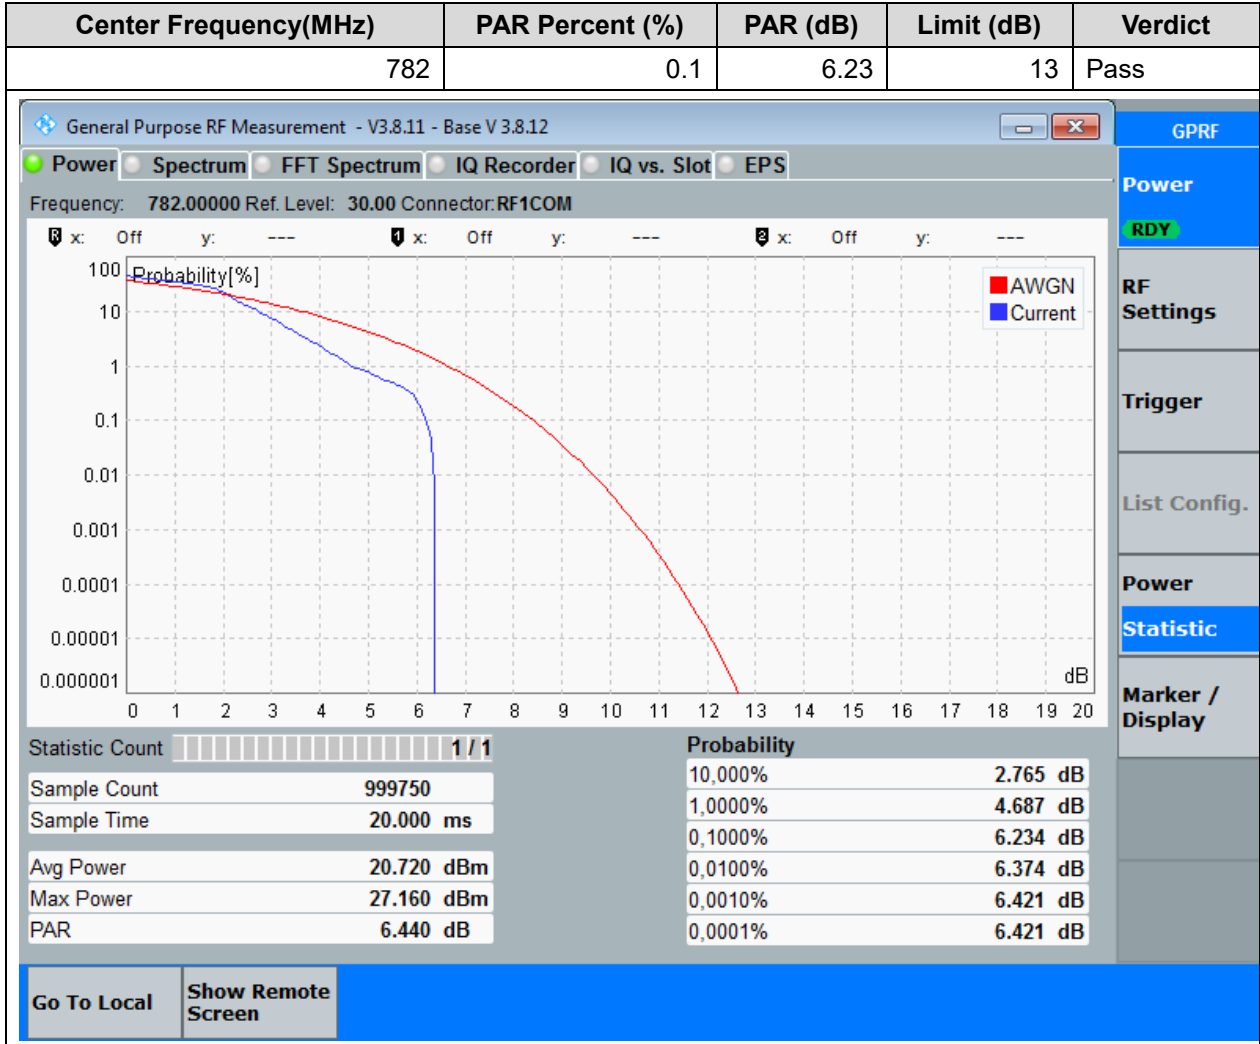 Center Frequency(MHz) PAR Percent (%) PAR (dB) Limit (dB) Verdict
782 0.1 6.23 13 Pass
General Purpose RF Measurement - V3.8.11 - Base V 3.8.12
GPRF
Power Spectrum FFT Spectrum IQ Recorder IQ vs. Slot EPS
Frequency: 782.00000 Ref. Level: 30.00 Connector: RF1COM
R x: Off y: --- 1 x: Off y: --- 2 x: Off y: ---
Probability[%]
AWGN
Current
100
10
1
0.1
0.01
0.001
0.0001
0.00001
0.000001
dB
0 1 2 3 4 5 6 7 8 9 10 11 12 13 14 15 16 17 18 19 20
Statistic Count 1 / 1
Sample Count 999750
Sample Time 20.000 ms
Avg Power 20.720 dBm
Max Power 27.160 dBm
PAR 6.440 dB
Probability
10,000% 2.765 dB
1,0000% 4.687 dB
0,1000% 6.234 dB
0,0100% 6.374 dB
0,0010% 6.421 dB
0,0001% 6.421 dB
Power
RDY
RF
Settings
Trigger
List Config.
Power
Statistic
Marker /
Display
Go To Local
Show Remote
Screen